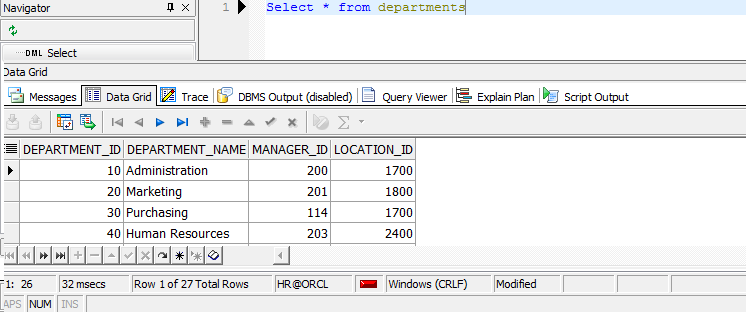 Navigator
1 Select * from departments
DML Select
Data Grid
Messages Data Grid Trace DBMS Output (disabled) Query Viewer Explain Plan Script Output
DEPARTMENT_ID DEPARTMENT_NAME MANAGER_ID LOCATION_ID
10 Administration 200 1700
20 Marketing 201 1800
30 Purchasing 114 1700
40 Human Resources 203 2400
1: 26 32 msecs Row 1 of 27 Total Rows HR@ORCL Windows (CRLF) Modified
APS NUM INS